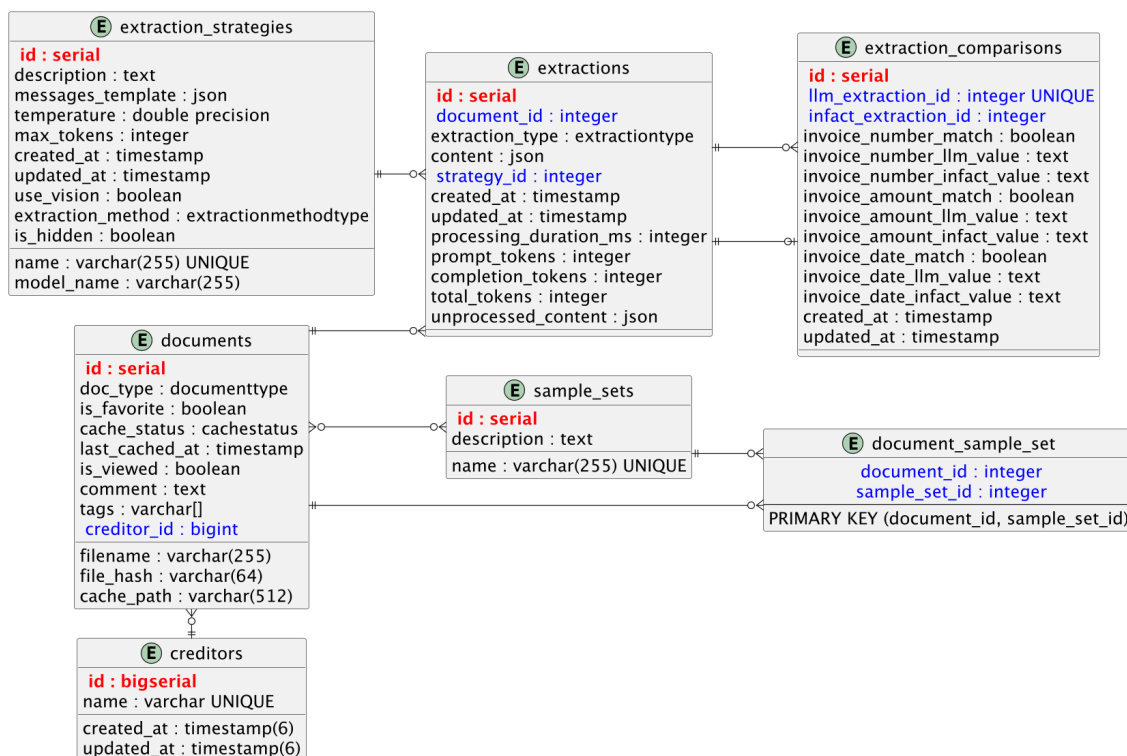 E extraction_strategies
id : serial
description : text
messages_template : json
temperature : double precision
max_tokens : integer
created_at : timestamp
updated_at : timestamp
use_vision : boolean
extraction_method : extractionmethodtype
is_hidden : boolean
name : varchar(255) UNIQUE
model_name : varchar(255)
E extractions
id : serial
document_id : integer
extraction_type : extractiontype
content : json
strategy_id : integer
created_at : timestamp
updated_at : timestamp
processing_duration_ms : integer
prompt_tokens : integer
completion_tokens : integer
total_tokens : integer
unprocessed_content : json
E extraction_comparisons
id : serial
llm_extraction_id : integer UNIQUE
infact_extraction_id : integer
invoice_number_match : boolean
invoice_number_llm_value : text
invoice_number_infact_value : text
invoice_amount_match : boolean
invoice_amount_llm_value : text
invoice_amount_infact_value : text
invoice_date_match : boolean
invoice_date_llm_value : text
invoice_date_infact_value : text
created_at : timestamp
updated_at : timestamp
E documents
id : serial
doc_type : documenttype
is_favorite : boolean
cache_status : cachestatus
last_cached_at : timestamp
is_viewed : boolean
comment : text
tags : varchar[]
creditor_id : bigint
filename : varchar(255)
file_hash : varchar(64)
cache_path : varchar(512)
E sample_sets
id : serial
description : text
name : varchar(255) UNIQUE
E document_sample_set
document_id : integer
sample_set_id : integer
PRIMARY KEY (document_id, sample_set_id)
E creditors
id : bigserial
name : varchar UNIQUE
created_at : timestamp(6)
updated_at : timestamp(6)